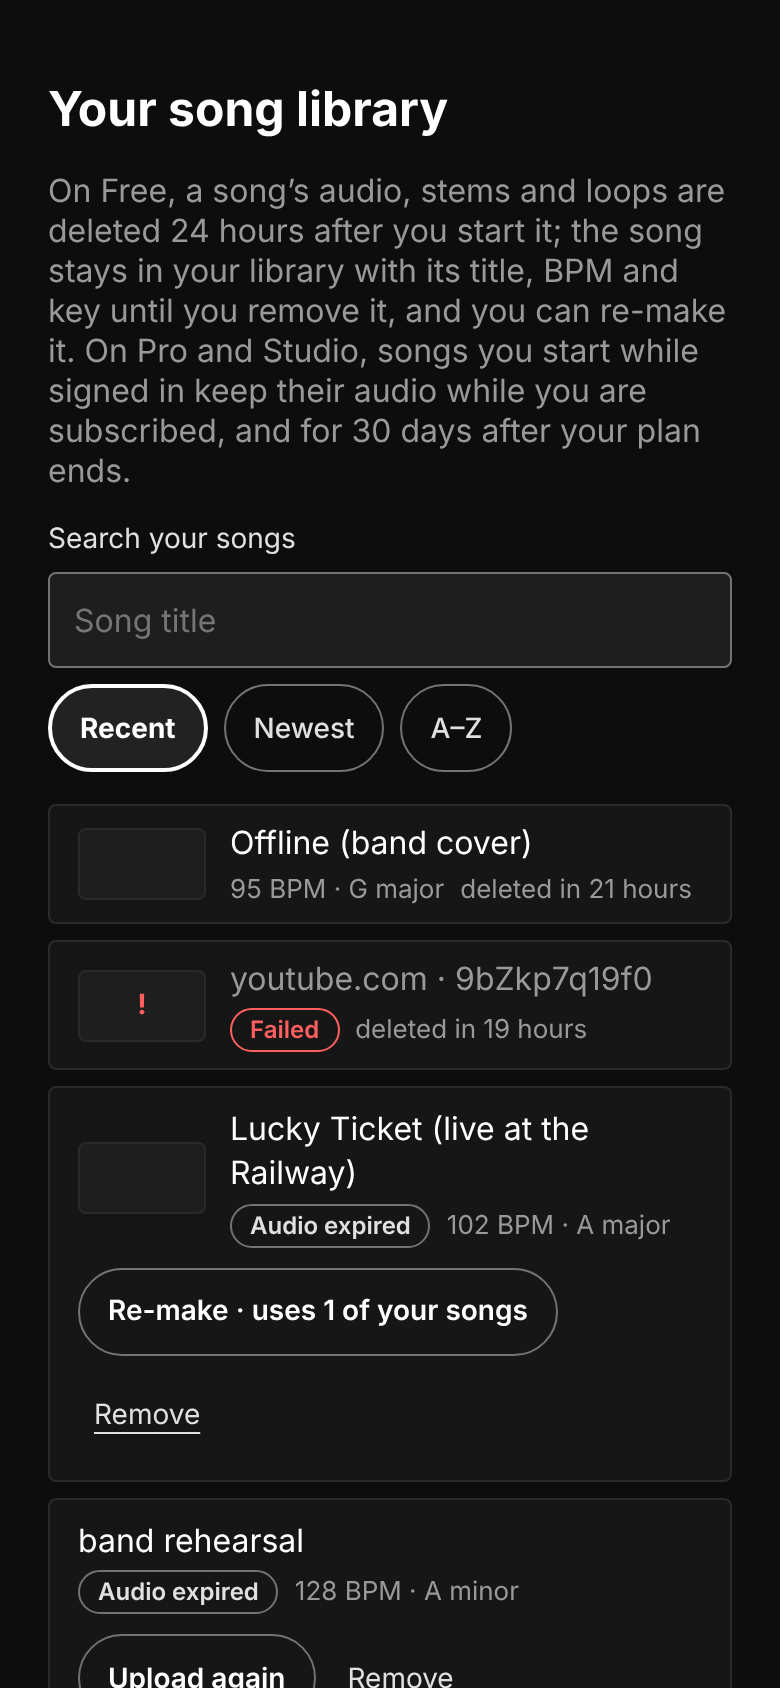 Your song library
On Free, a song’s audio, stems and loops are
deleted 24 hours after you start it; the song
stays in your library with its title, BPM and
key until you remove it, and you can re-make
it. On Pro and Studio, songs you start while
signed in keep their audio while you are
subscribed, and for 30 days after your plan
ends.
Search your songs
Song title
Recent Newest A–Z
Offline (band cover)
95 BPM · G major deleted in 21 hours
youtube.com · 9bZkp7q19f0
!
Failed deleted in 19 hours
Lucky Ticket (live at the
Railway)
Audio expired 102 BPM · A major
Re-make · uses 1 of your songs
Remove
band rehearsal
Audio expired 128 BPM · A minor
Upload again Remove